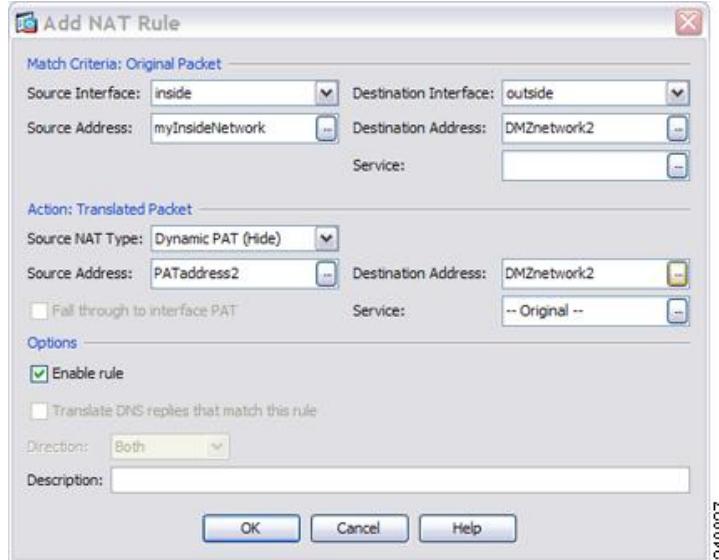 Add NAT Rule
Match Criteria: Original Packet
Source Interface: inside Destination Interface: outside
Source Address: myInsideNetwork Destination Address: DMZnetwork2
Service:
Action: Translated Packet
Source NAT Type: Dynamic PAT (Hide)
Source Address: PATaddress2 Destination Address: DMZnetwork2
Fall through to interface PAT Service: -- Original --
Options
Enable rule
Translate DNS replies that match this rule
Direction: Both
Description:
OK Cancel Help